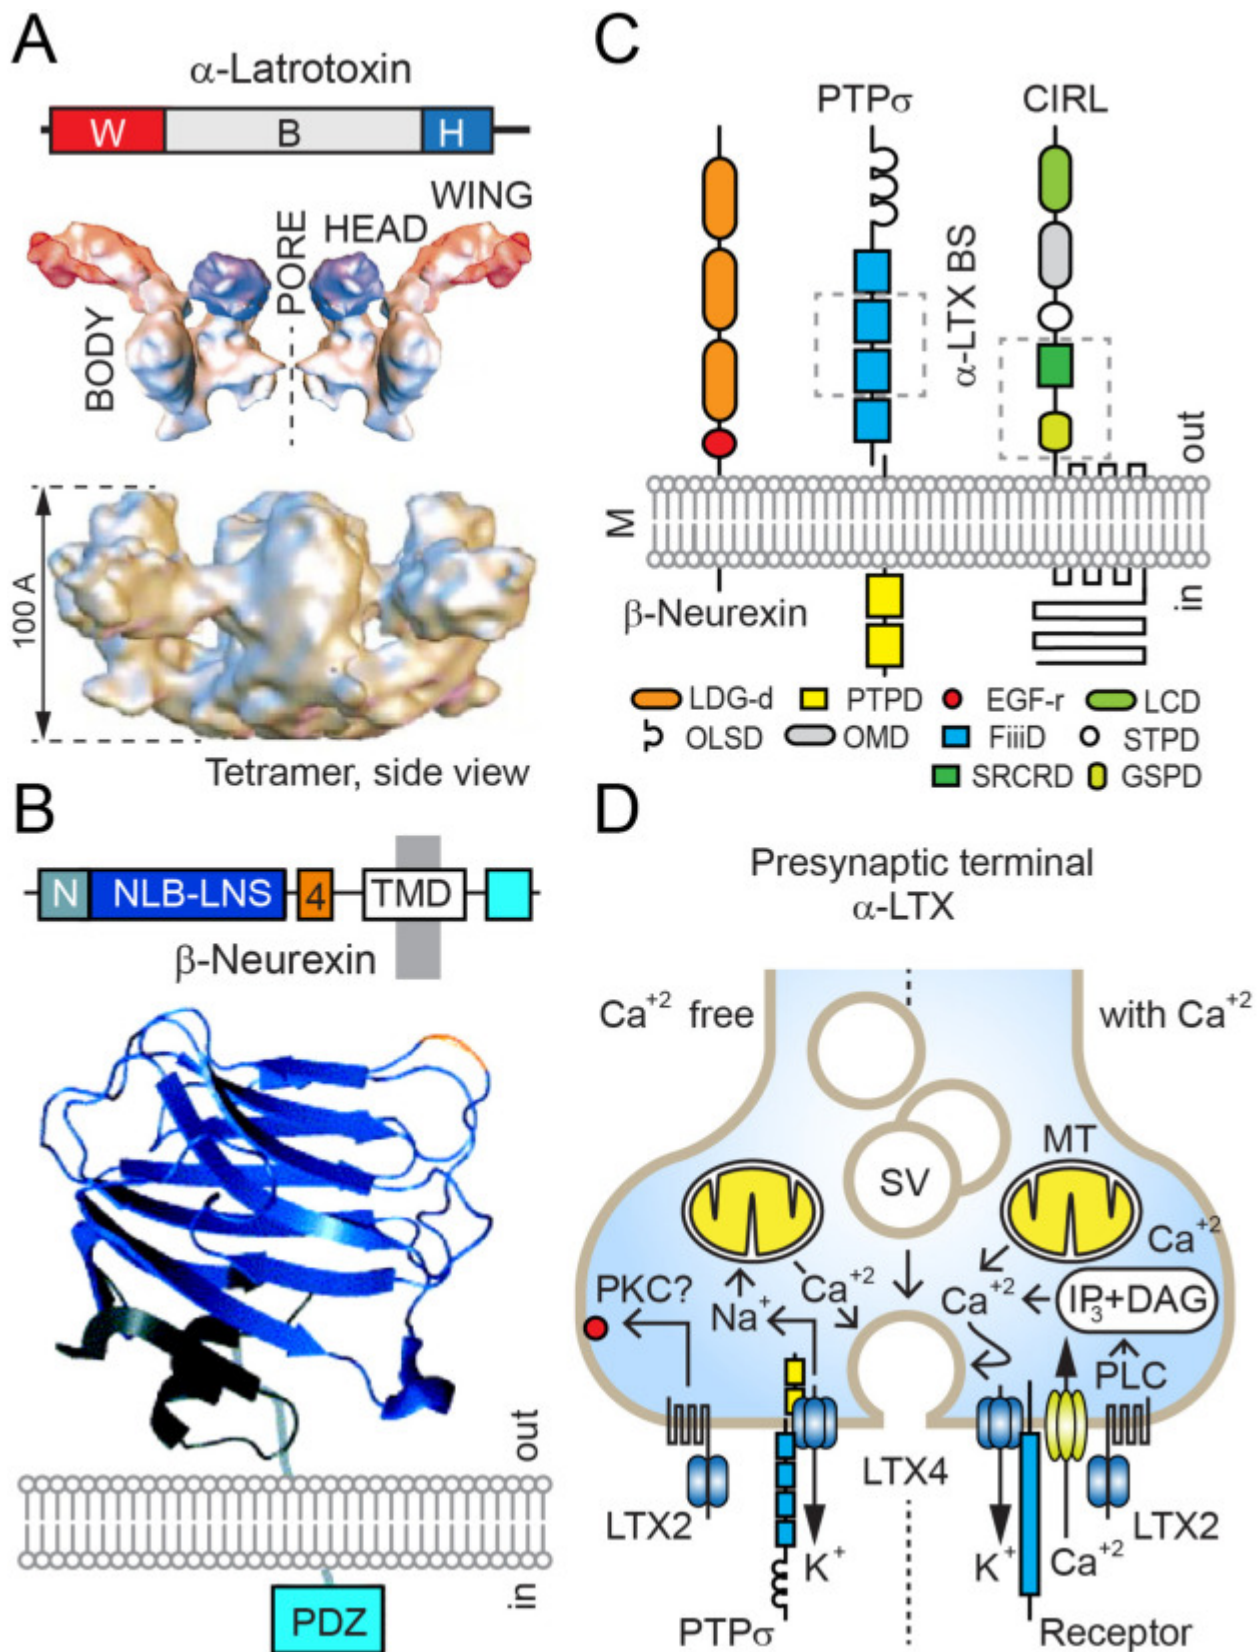 A
α-Latrotoxin
W B H
WING
HEAD
PORE
BODY
100 A
Tetramer, side view
B
N NLB-LNS 4 TMD
β-Neurexin
out
in
PDZ
C
PTPσ CIRL
α-LTX BS
out
M
in
β-Neurexin
LDG-d PTPD EGF-r LCD
OLSD OMD FiiiD STPD
SRCRD GSPD
D
Presynaptic terminal
α-LTX
Ca+2 free with Ca+2
MT
SV
Ca+2
PKC? Ca+2 Ca+2 IP3+DAG
Na+
PLC
LTX4
LTX2 LTX2
K+ K+ Ca+2
PTPσ Receptor